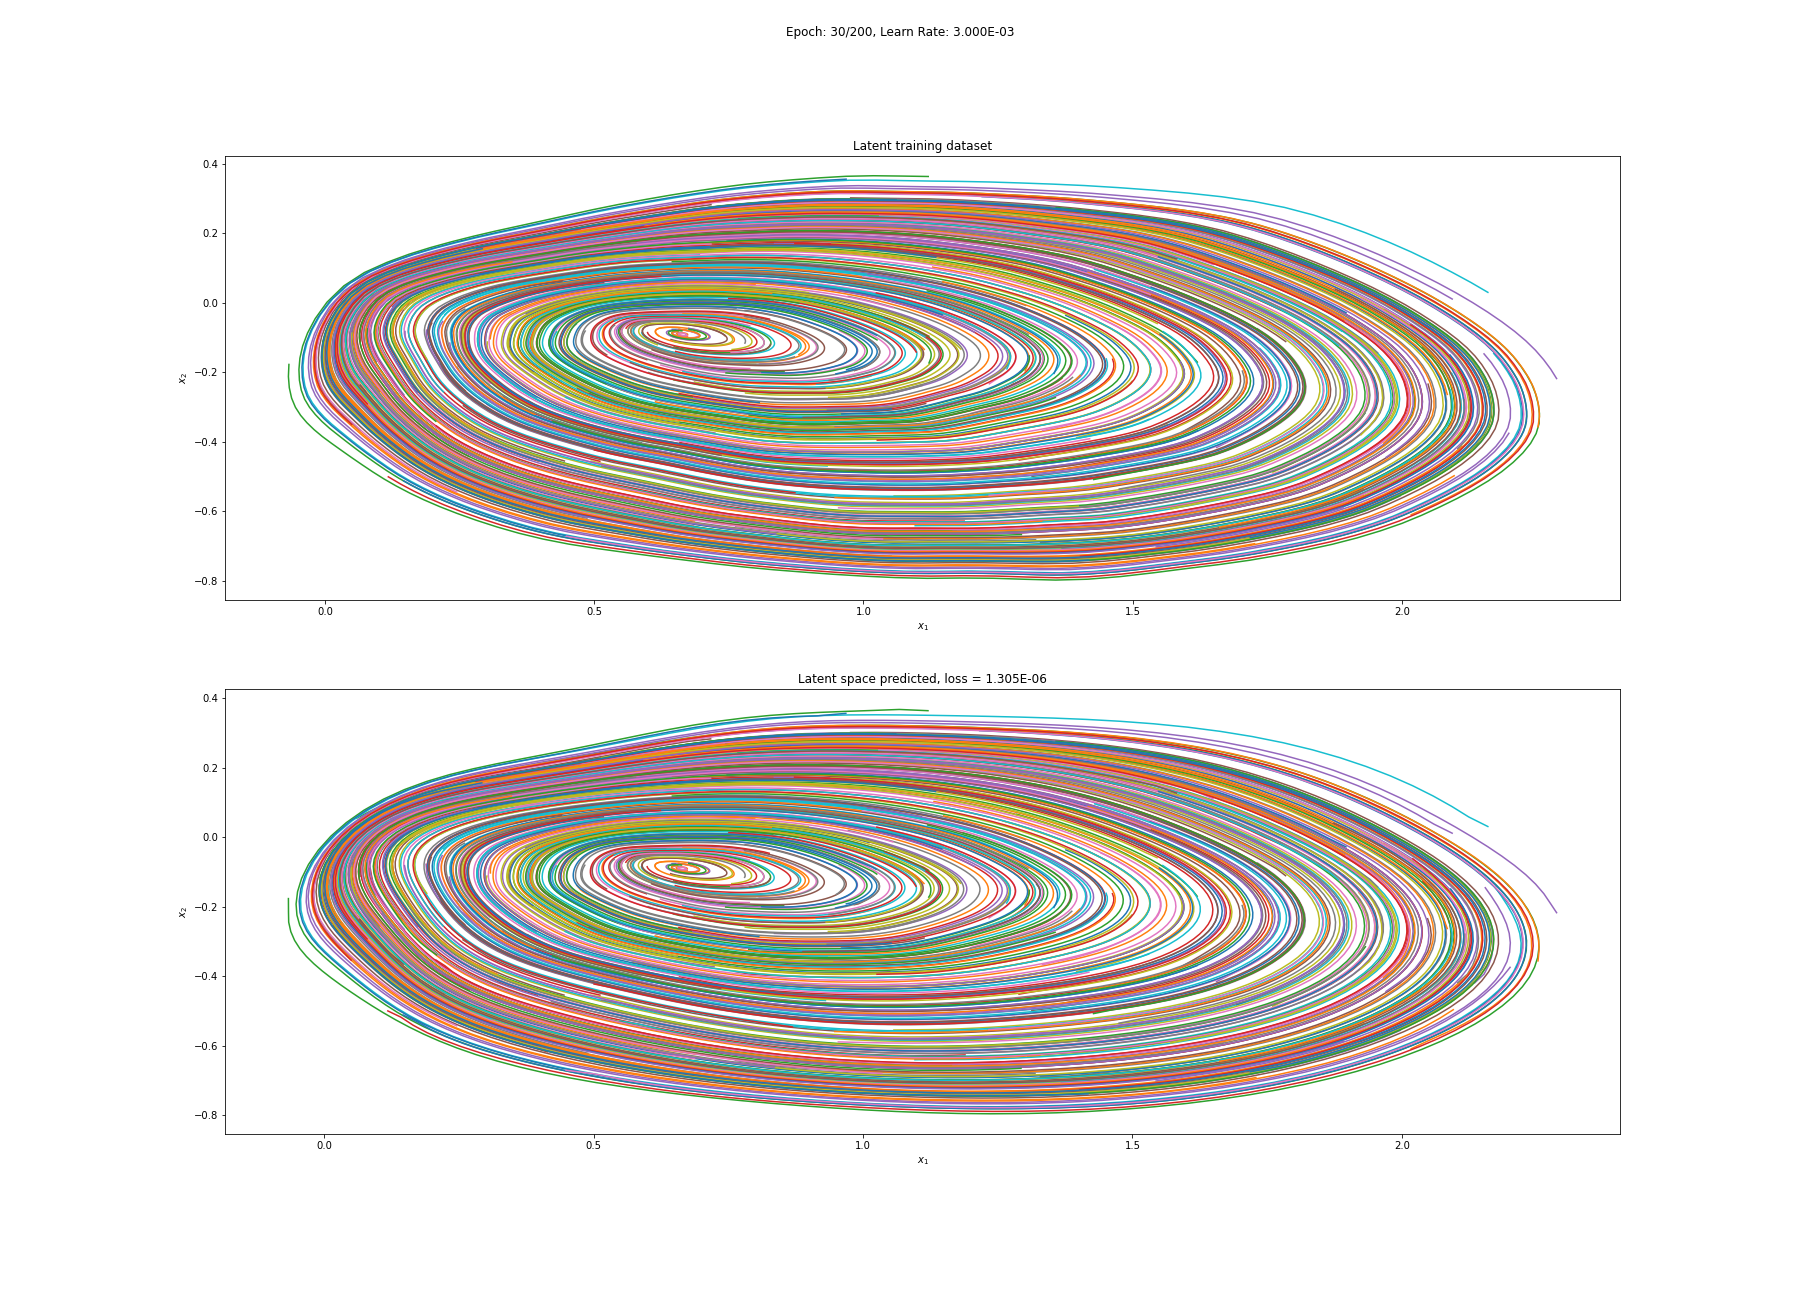 Epoch: 30/200, Learn Rate: 3.000E-03
Latent training dataset
0.4
0.2
0.0
−0.2
−0.4
−0.6
−0.8
x₂
0.0 0.5 1.0 1.5 2.0
x₁
Latent space predicted, loss = 1.305E-06
0.4
0.2
0.0
−0.2
−0.4
−0.6
−0.8
x₂
0.0 0.5 1.0 1.5 2.0
x₁